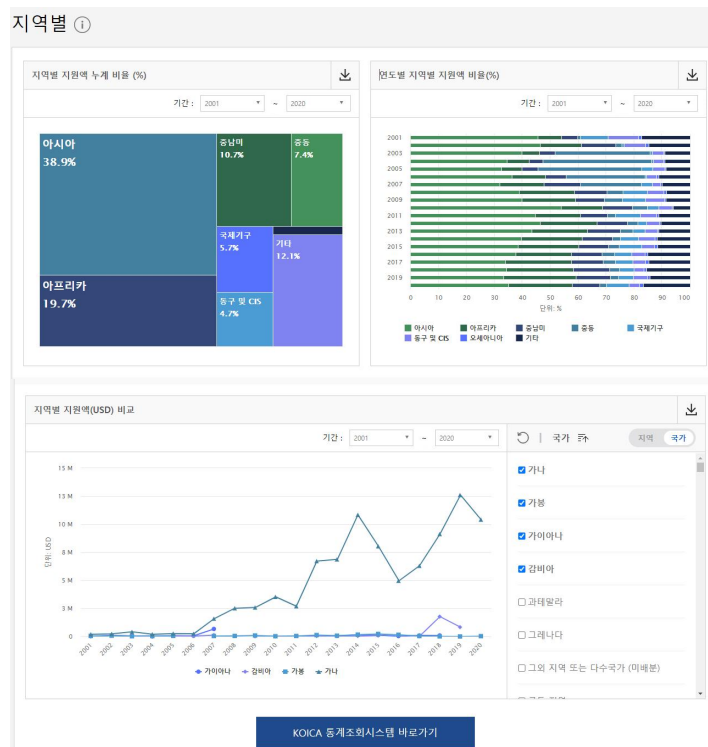 지역별
지역별 지원액 누계 비율 (%)
기간 : 2001 ~ 2020
아시아
38.9%
중남미
10.7%
중동
7.4%
국제기구
5.7%
기타
12.1%
아프리카
19.7%
동구 및 CIS
4.7%
연도별 지역별 지원액 비율(%)
기간 : 2001 ~ 2020
2001
2003
2005
2007
2009
2011
2013
2015
2017
2019
0 10 20 30 40 50 60 70 80 90 100
단위: %
아시아 아프리카 중남미 중동 국제기구
동구 및 CIS 오세아니아 기타
지역별 지원액(USD) 비교
기간 : 2001 ~ 2020
국가
지역 국가
15 M
13 M
10 M
8 M
5 M
3 M
0
단위: USD
2001 2002 2003 2004 2005 2006 2007 2008 2009 2010 2011 2012 2013 2014 2015 2016 2017 2018 2019 2020
가이아나 감비아 가봉 가나
가나
가봉
가이아나
감비아
과테말라
그레나다
그외 지역 또는 다수국가 (미배분)
KOICA 통계조회시스템 바로가기